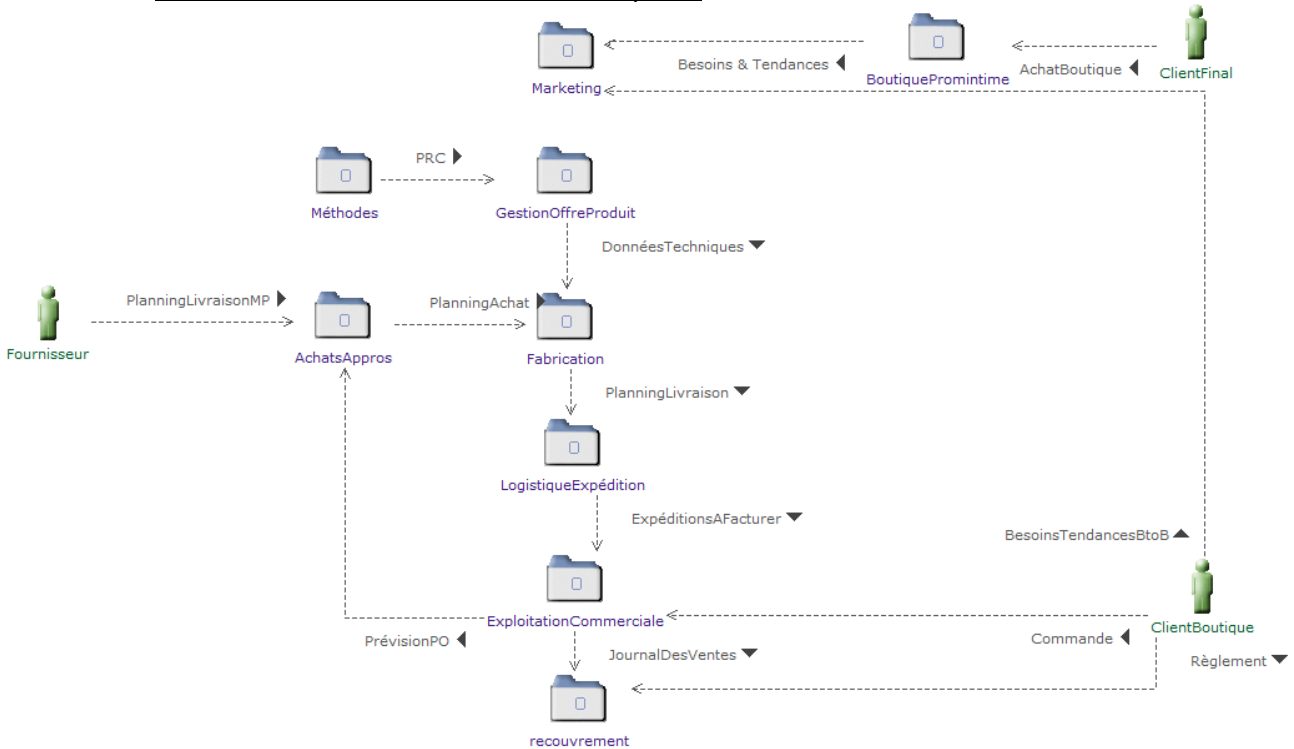 Besoins & Tendances
AchatBoutique
ClientFinal
BoutiquePromintime
Marketing
PRC
Méthodes
GestionOffreProduit
DonnéesTechniques
PlanningLivraisonMP
PlanningAchat
Fournisseur
AchatsAppros
Fabrication
PlanningLivraison
LogistiqueExpédition
ExpéditionsAFacturer
BesoinsTendancesBtoB
ExploitationCommerciale
ClientBoutique
PrévisionPO
Commande
JournalDesVentes
Règlement
recouvrement